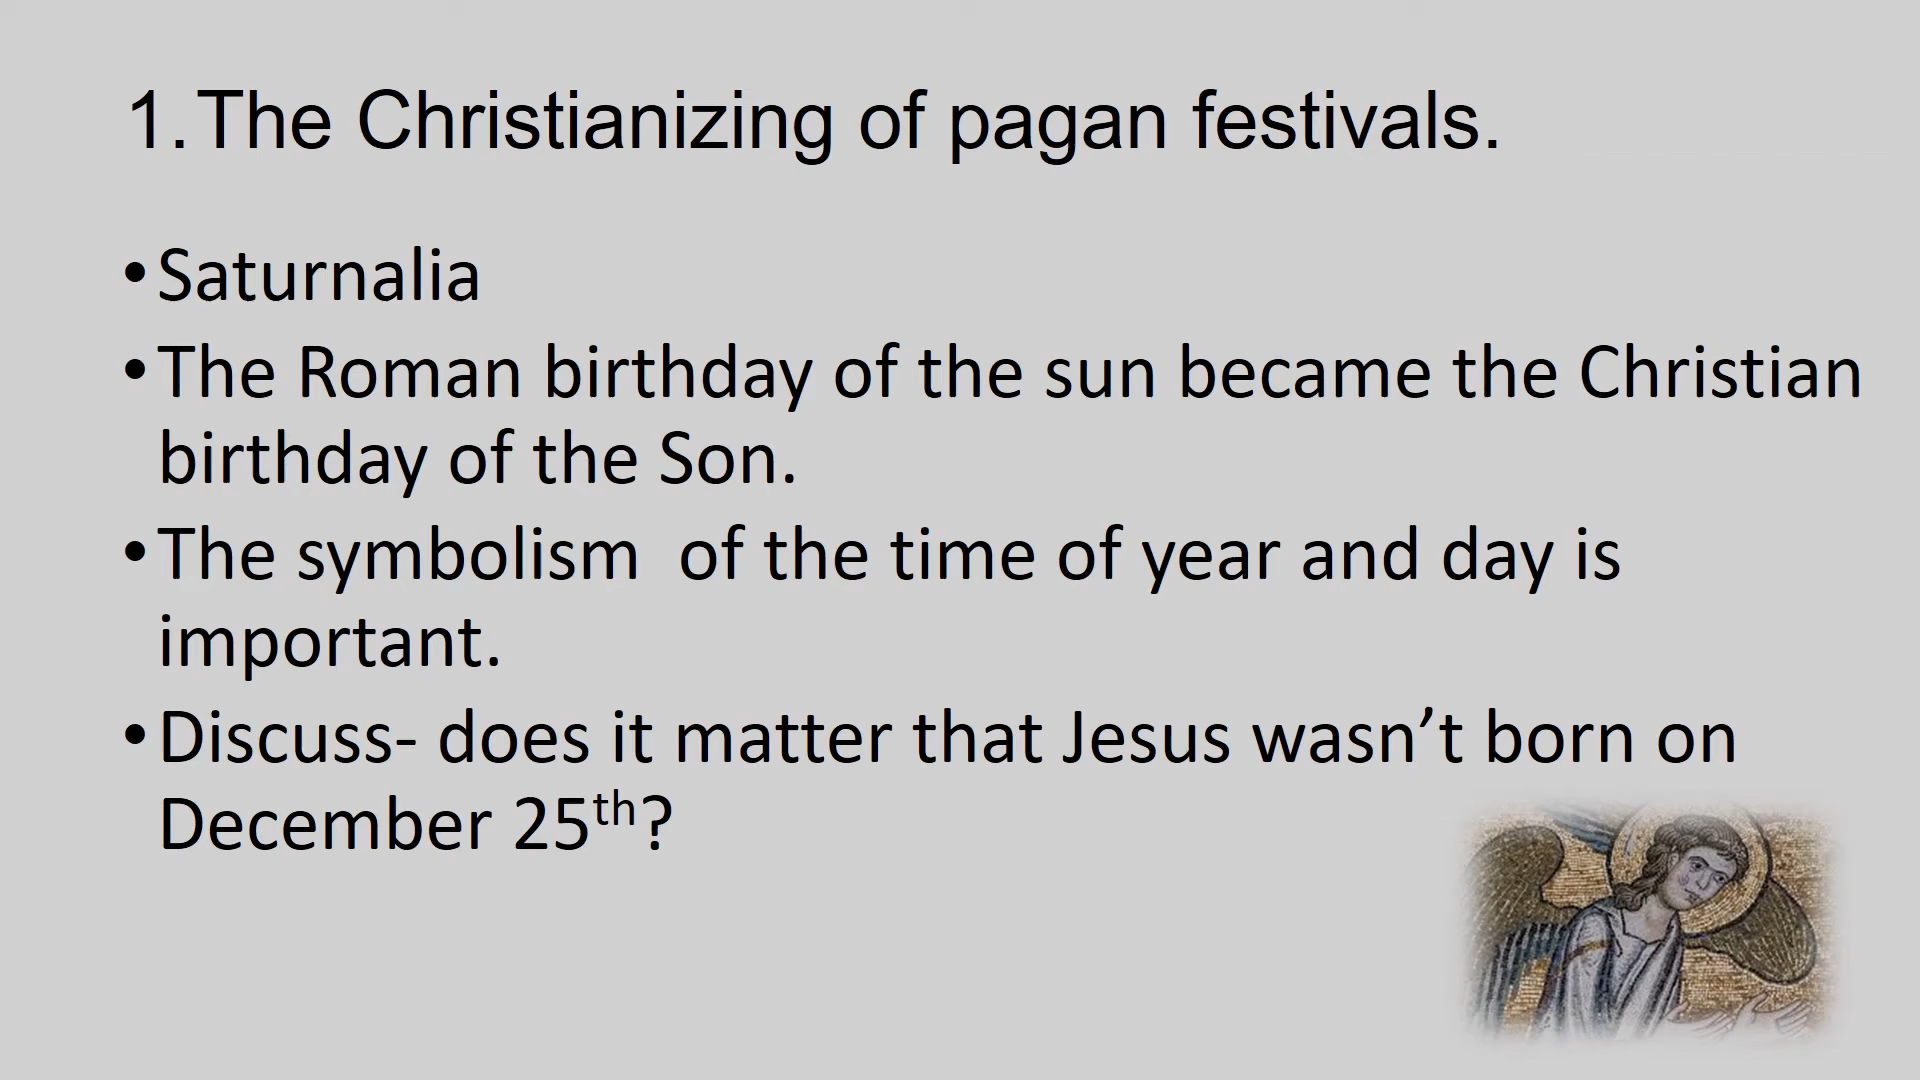 1. The Christianizing of pagan festivals.
• Saturnalia
• The Roman birthday of the sun became the Christian
birthday of the Son.
• The symbolism  of the time of year and day is
important.
• Discuss- does it matter that Jesus wasn’t born on
December 25th?